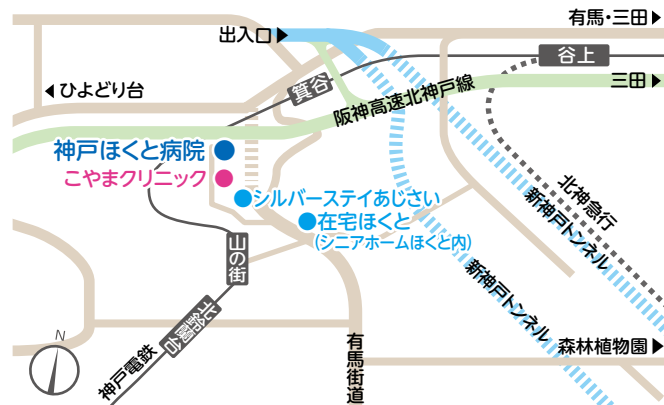 有馬・三田▶
出入口▶
谷上
三田▶
◀ひよどり台
箕谷
阪神高速北神戸線
神戸ほくと病院
こやまクリニック
シルバーステイあじさい
在宅ほくと
(シニアホームほくと内)
北神急行
新神戸トンネル
新神戸トンネル
山の街
北鈴蘭台
神戸電鉄
有馬街道
森林植物園▶
N